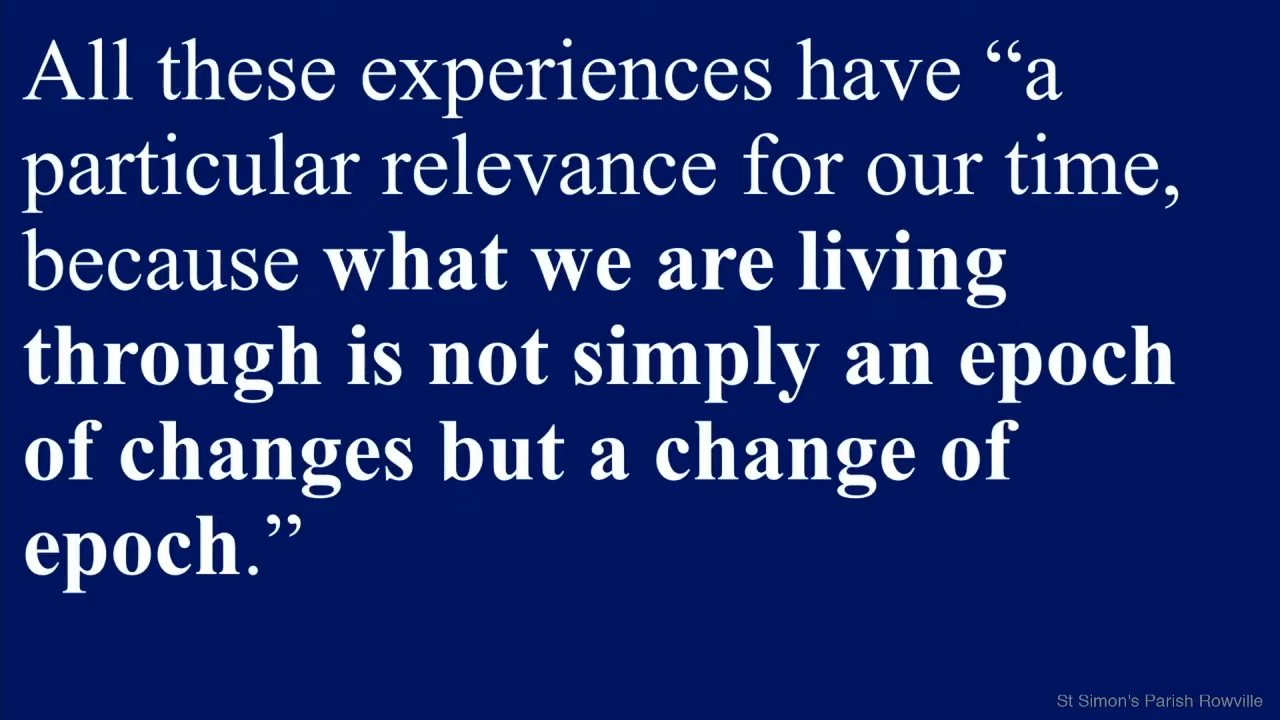 All these experiences have “a
particular relevance for our time,
because what we are living
through is not simply an epoch
of changes but a change of
epoch.”
St Simon's Parish Rowville